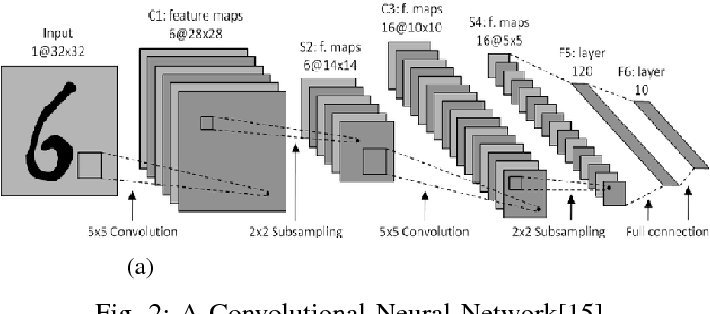 Input
1@32x32
C1: feature maps
6@28x28
S2: f. maps
6@14x14
C3: f. maps
16@10x10
S4: f. maps
16@5x5
F5: layer
120
F6: layer
10
6
5x5 Convolution
2x2 Subsampling
5x5 Convolution
2x2 Subsampling
Full connection
(a)
Fig. 2: A Convolutional Neural Network[15]